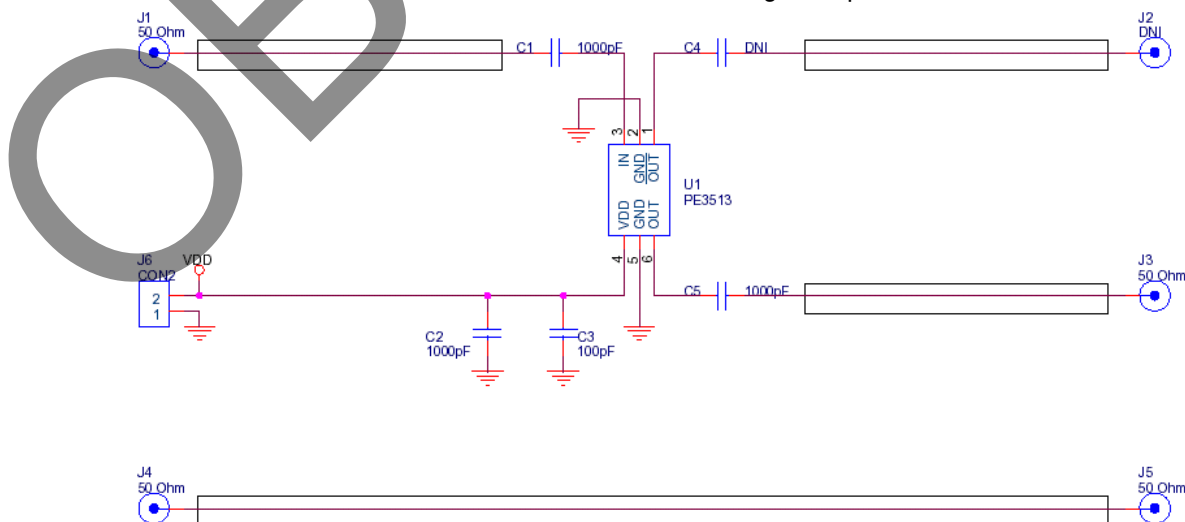 J1
50 Ohm
J2
DNI
C1
1000pF
C4
DNI
3
2
1
IN
GND
OUT
U1
PE3513
VDD
GND
OUT
4
5
6
J6
CON2
VDD
2
1
J3
50 Ohm
C5
1000pF
C2
1000pF
C3
100pF
J4
50 Ohm
J5
50 Ohm